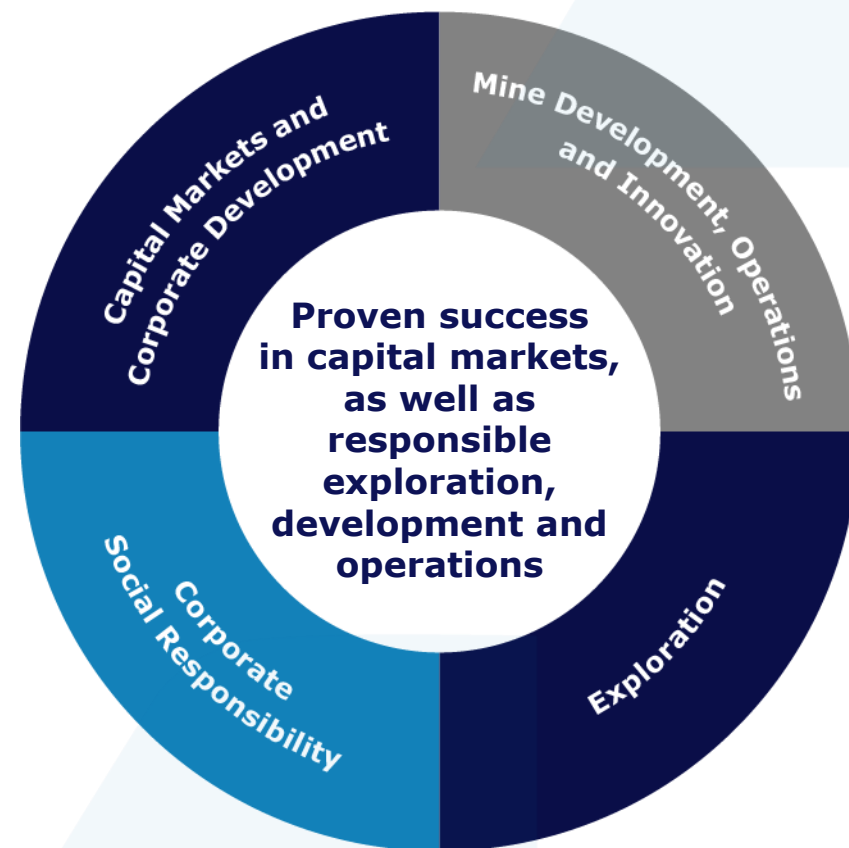 Capital Markets and
Corporate Development
Mine Development, Operations
and Innovation
Proven success
in capital markets,
as well as
responsible
exploration,
development and
operations
Corporate
Social Responsibility
Exploration